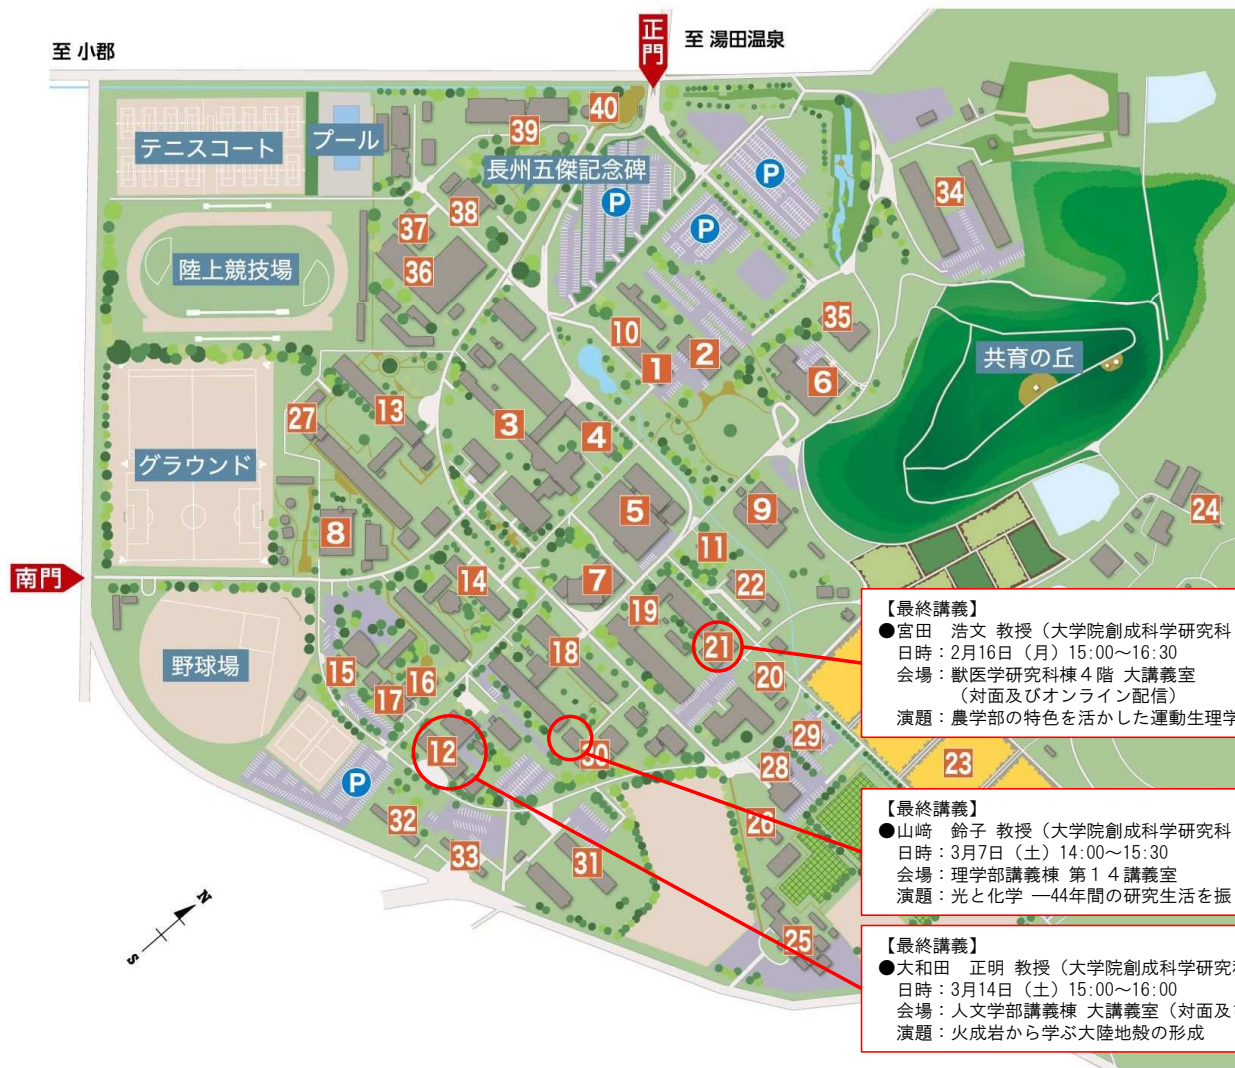 正門
至 小郡
至 湯田温泉
テニスコート
プール
長州五傑記念碑
40
39
P
P
P
34
38
37
36
陸上競技場
10
1
2
35
6
共育の丘
27
13
3
4
グラウンド
8
5
9
24
11
南門
14
7
19
22
野球場
15
16
17
18
21
20
12
30
29
28
23
P
32
33
31
26
25
N
S
【最終講義】
●宮田 浩文 教授（大学院創成科学研究科
日時：2月16日（月）15:00～16:30
会場：獣医学研究科棟４階 大講義室
（対面及びオンライン配信）
演題：農学部の特色を活かした運動生理学
【最終講義】
●山﨑 鈴子 教授（大学院創成科学研究科
日時：3月7日（土）14:00～15:30
会場：理学部講義棟 第１４講義室
演題：光と化学 ―44年間の研究生活を振
【最終講義】
●大和田 正明 教授（大学院創成科学研究科
日時：3月14日（土）15:00～16:00
会場：人文学部講義棟 大講義室（対面及び
演題：火成岩から学ぶ大陸地殻の形成